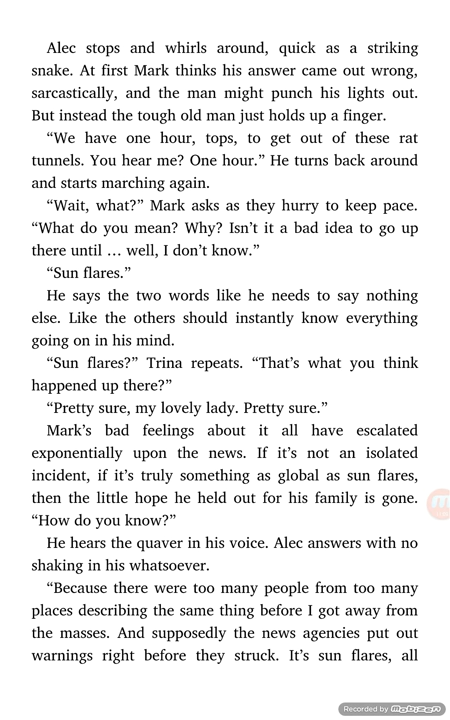 Alec stops and whirls around, quick as a striking
snake. At first Mark thinks his answer came out wrong,
sarcastically, and the man might punch his lights out.
But instead the tough old man just holds up a finger.
“We have one hour, tops, to get out of these rat
tunnels. You hear me? One hour.” He turns back around
and starts marching again.
“Wait, what?” Mark asks as they hurry to keep pace.
“What do you mean? Why? Isn’t it a bad idea to go up
there until … well, I don’t know.”
“Sun flares.”
He says the two words like he needs to say nothing
else. Like the others should instantly know everything
going on in his mind.
“Sun flares?” Trina repeats. “That’s what you think
happened up there?”
“Pretty sure, my lovely lady. Pretty sure.”
Mark’s bad feelings about it all have escalated
exponentially upon the news. If it’s not an isolated
incident, if it’s truly something as global as sun flares,
then the little hope he held out for his family is gone.
“How do you know?”
He hears the quaver in his voice. Alec answers with no
shaking in his whatsoever.
“Because there were too many people from too many
places describing the same thing before I got away from
the masses. And supposedly the news agencies put out
warnings right before they struck. It’s sun flares, all
Recorded by mobizen